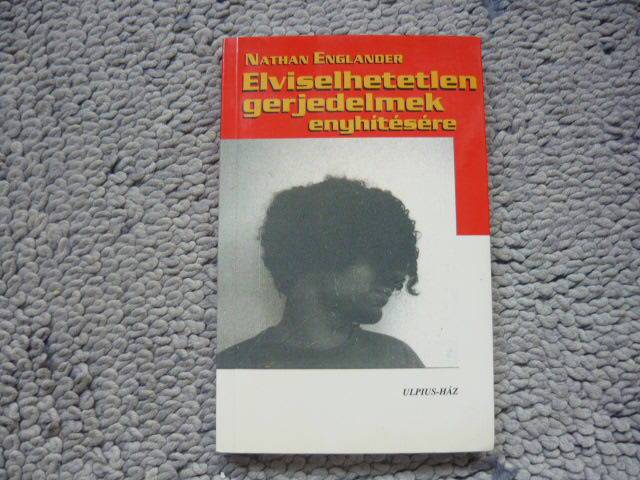 Nathan Englander
Elviselhetetlen
gerjedelmek
enyhítésére
ULPIUS-HÁZ